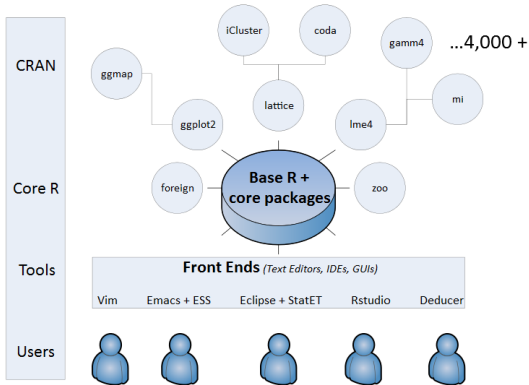 CRAN
iCluster
coda
gamm4
...4,000 +
ggmap
lattice
mi
ggplot2
lme4
Core R
foreign
Base R +
core packages
zoo
Tools
Front Ends (Text Editors, IDEs, GUIs)
Vim Emacs + ESS Eclipse + StatET Rstudio Deducer
Users